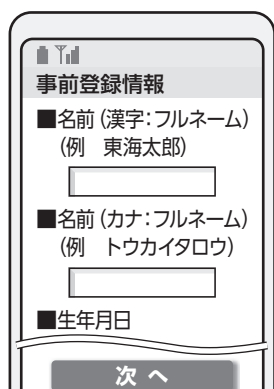 事前登録情報
■名前(漢字:フルネーム)
(例　東海太郎)
■名前(カナ:フルネーム)
(例　トウカイタロウ)
■生年月日
次へ